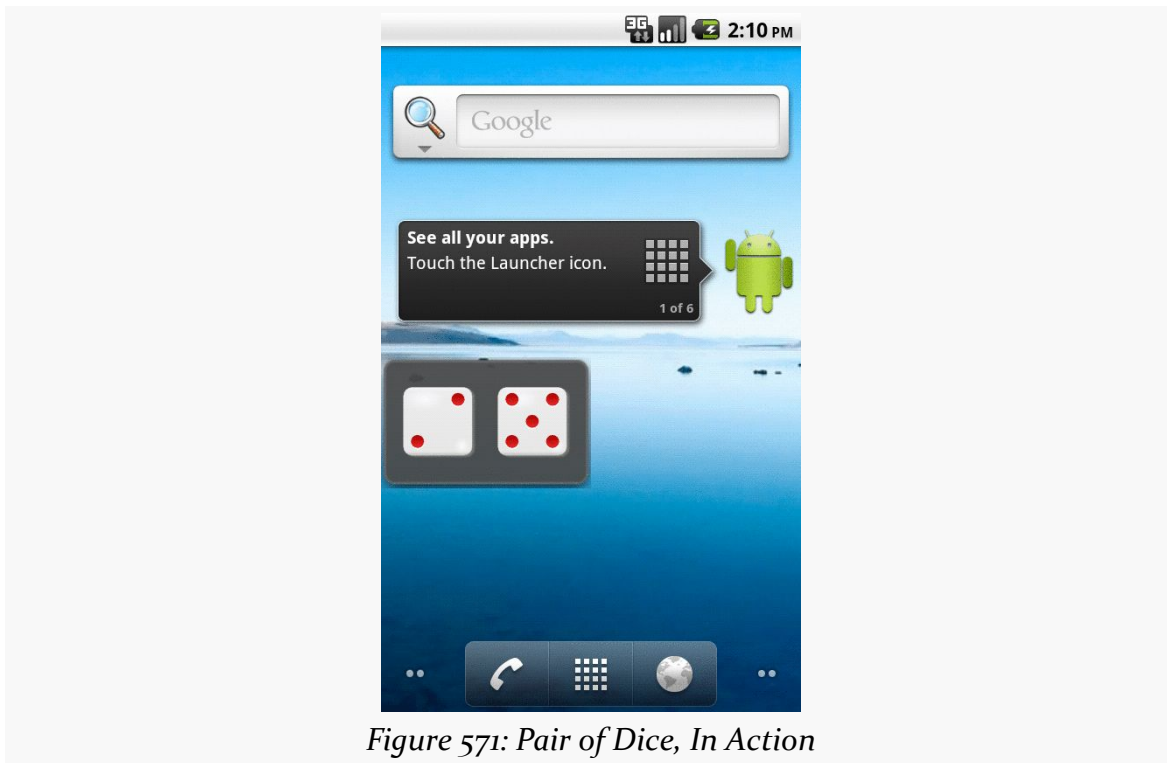 3G
2:10 PM
Google
See all your apps.
Touch the Launcher icon.
1 of 6
Figure 571: Pair of Dice, In Action